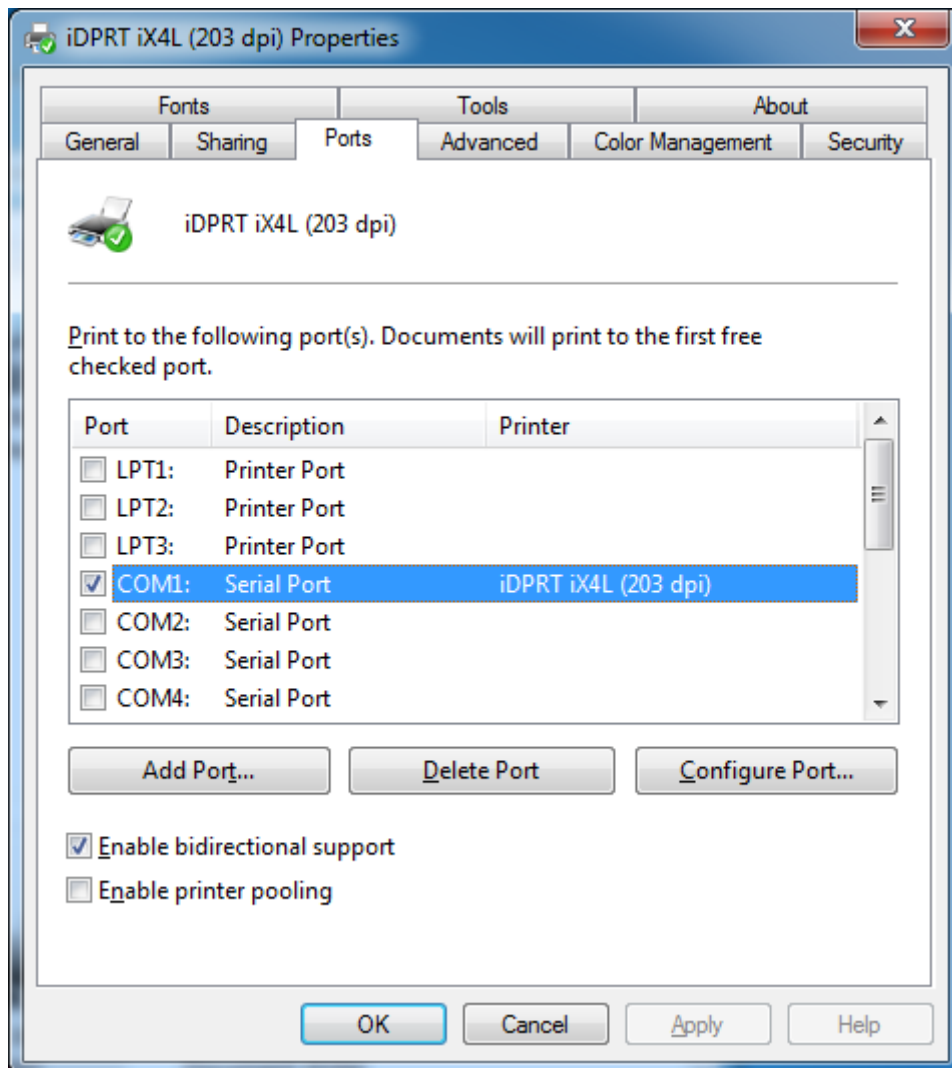 iDPRT iX4L (203 dpi) Properties
Fonts Tools About
General Sharing Ports Advanced Color Management Security
iDPRT iX4L (203 dpi)
Print to the following port(s). Documents will print to the first free
checked port.
Port Description Printer
LPT1: Printer Port
LPT2: Printer Port
LPT3: Printer Port
COM1: Serial Port iDPRT iX4L (203 dpi)
COM2: Serial Port
COM3: Serial Port
COM4: Serial Port
Add Port... Delete Port Configure Port...
Enable bidirectional support
Enable printer pooling
OK Cancel Apply Help